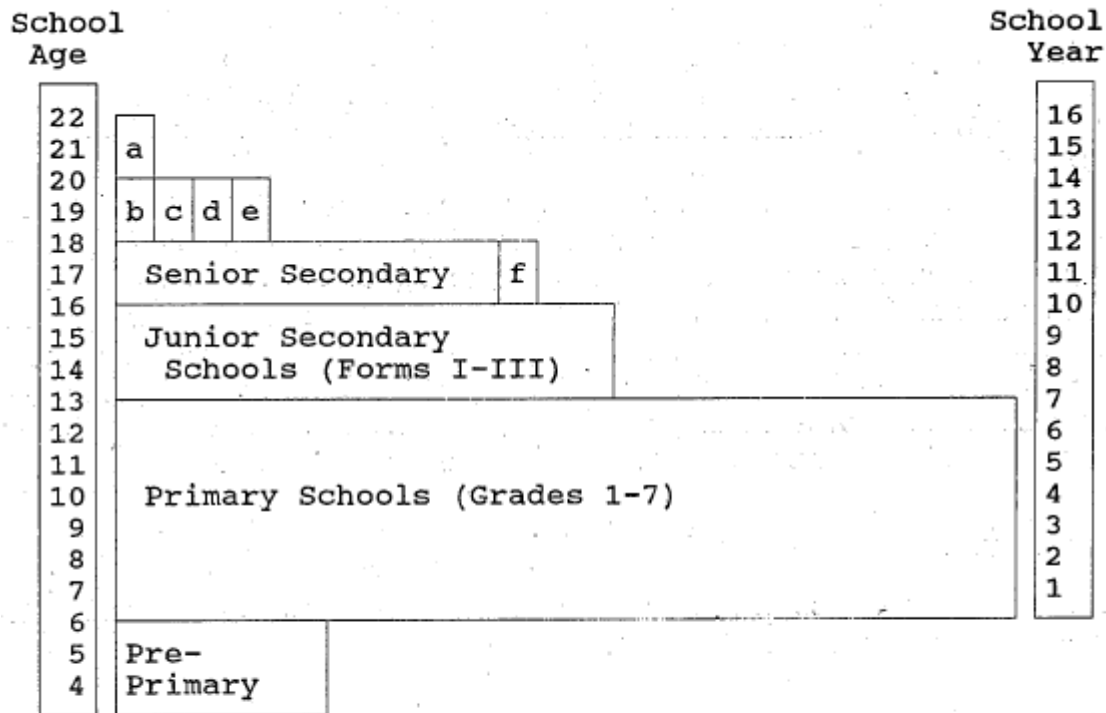 School School
Age Year
22 16
21 a 15
20 14
19 b c d e 13
18 12
17 Senior Secondary f 11
16 10
15 Junior Secondary 9
14 Schools (Forms I-III) 8
13 7
12 6
11 5
10 Primary Schools (Grades 1-7) 4
9 3
8 2
7 1
6
5 Pre-
4 Primary